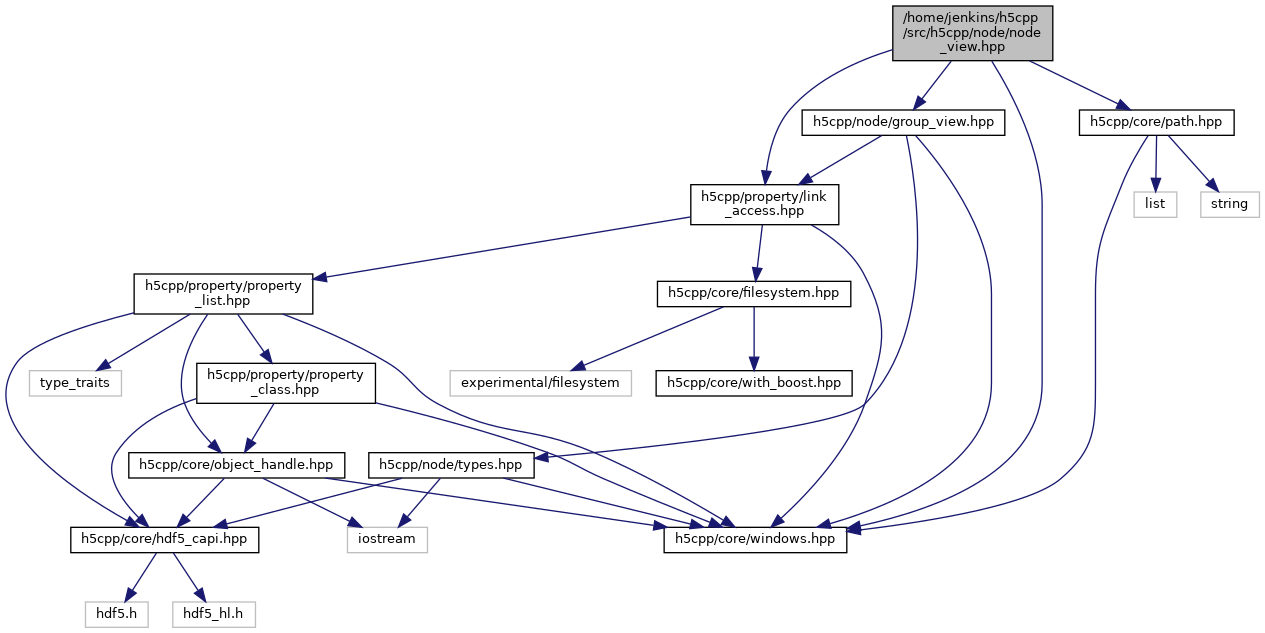 /home/jenkins/h5cpp
/src/h5cpp/node/node
_view.hpp
h5cpp/node/group_view.hpp
h5cpp/core/path.hpp
h5cpp/property/link
_access.hpp
list
string
h5cpp/property/property
_list.hpp
h5cpp/core/filesystem.hpp
type_traits
h5cpp/property/property
_class.hpp
experimental/filesystem
h5cpp/core/with_boost.hpp
h5cpp/core/object_handle.hpp
h5cpp/node/types.hpp
h5cpp/core/hdf5_capi.hpp
iostream
h5cpp/core/windows.hpp
hdf5.h
hdf5_hl.h